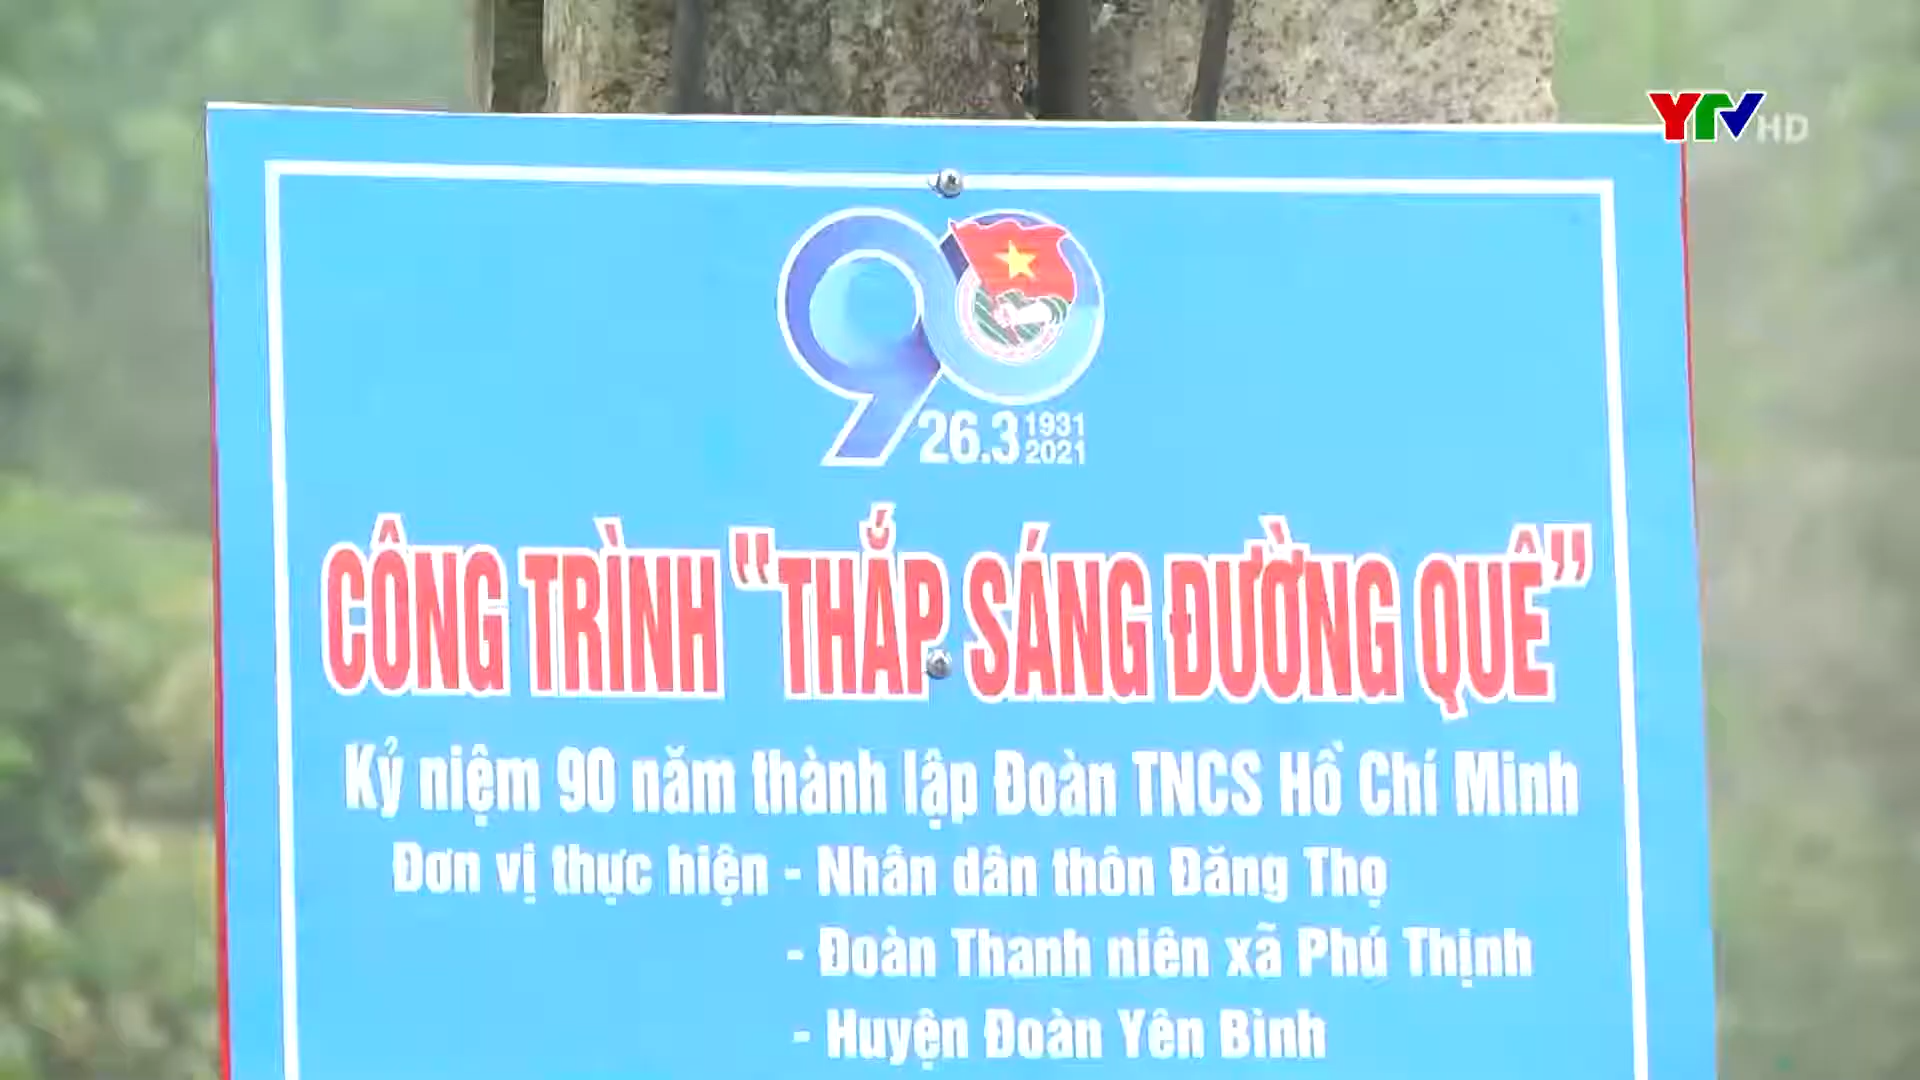 YTV HD
90
26.3 1931
2021
CÔNG TRÌNH "THẮP SÁNG ĐƯỜNG QUÊ"
Kỷ niệm 90 năm thành lập Đoàn TNCS Hồ Chí Minh
Đơn vị thực hiện - Nhân dân thôn Đăng Thọ
- Đoàn Thanh niên xã Phú Thịnh
- Huyện Đoàn Yên Bình